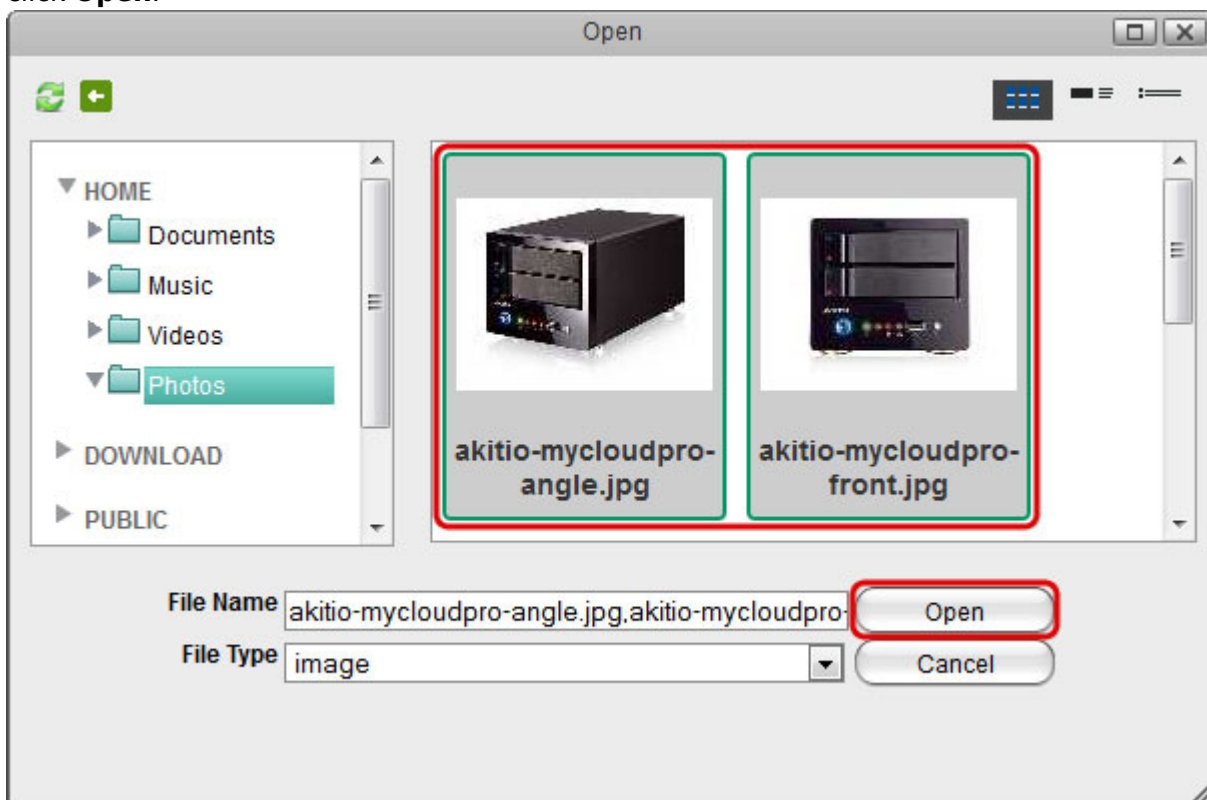 Open
HOME
Documents
Music
Videos
Photos
DOWNLOAD
PUBLIC
akitio-mycloudpro-
angle.jpg
akitio-mycloudpro-
front.jpg
File Name akitio-mycloudpro-angle.jpg,akitio-mycloudpro- Open
File Type image Cancel